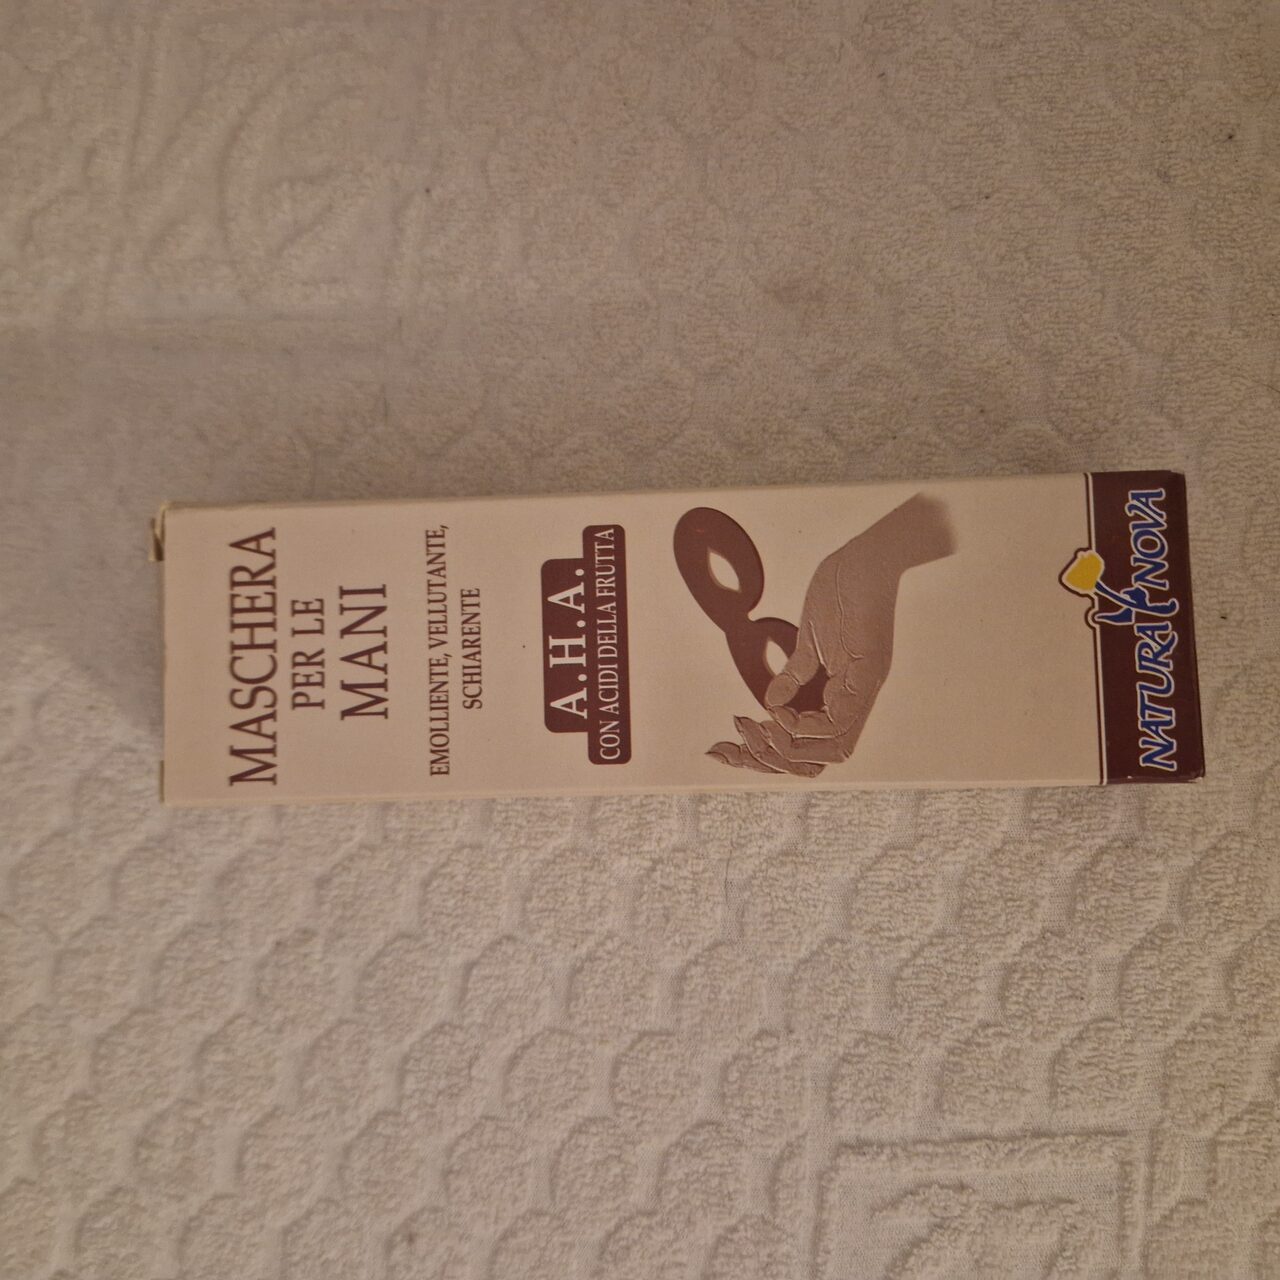 MASCHERA
PER LE
MANI
EMOLLIENTE, VELLUTANTE,
SCHIARENTE
A.H.A.
CON ACIDI DELLA FRUTTA
NATURA NOVA